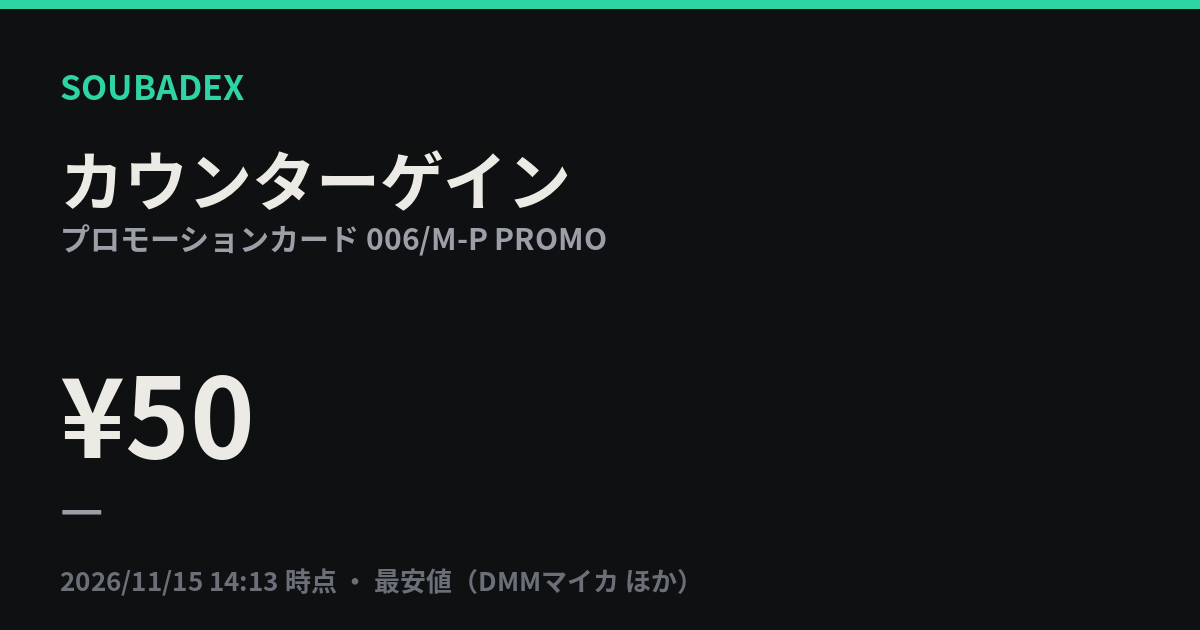 SOUBADEX
カウンターゲイン
プロモーションカード 006/M-P PROMO
¥50
—
2026/11/15 14:13 時点 ・ 最安値（DMMマイカ ほか）